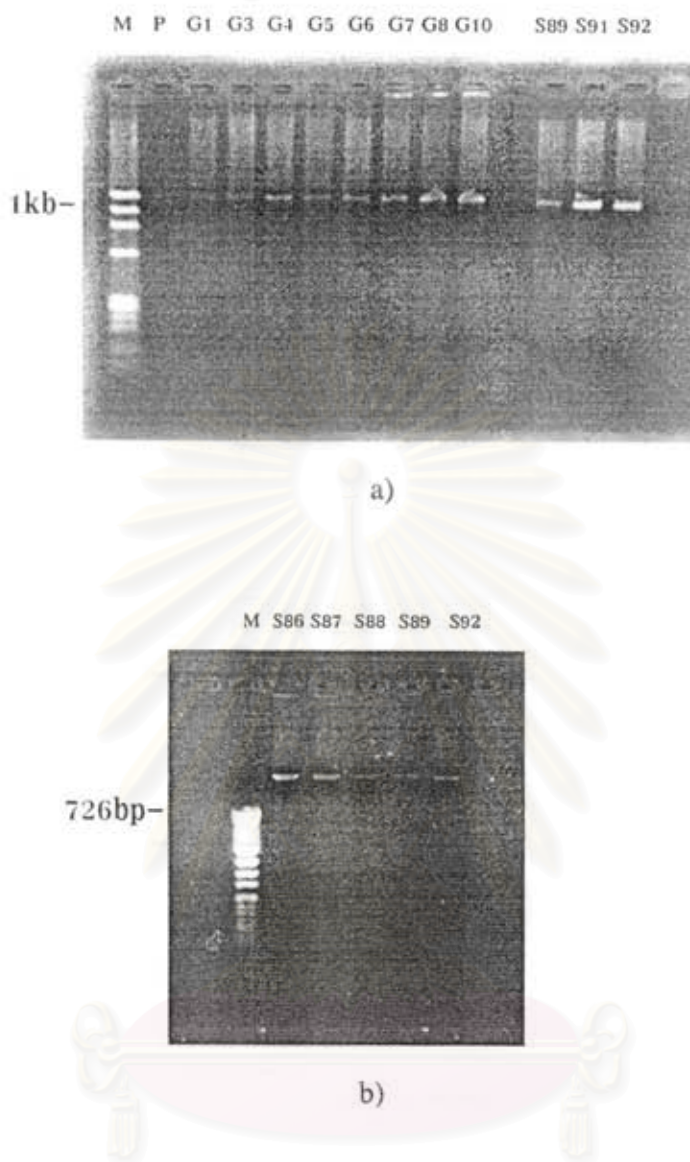 M P G1 G3 G4 G5 G6 G7 G8 G10 S89 S91 S92
1kb-
a)
M S86 S87 S88 S89 S92
726bp-
b)